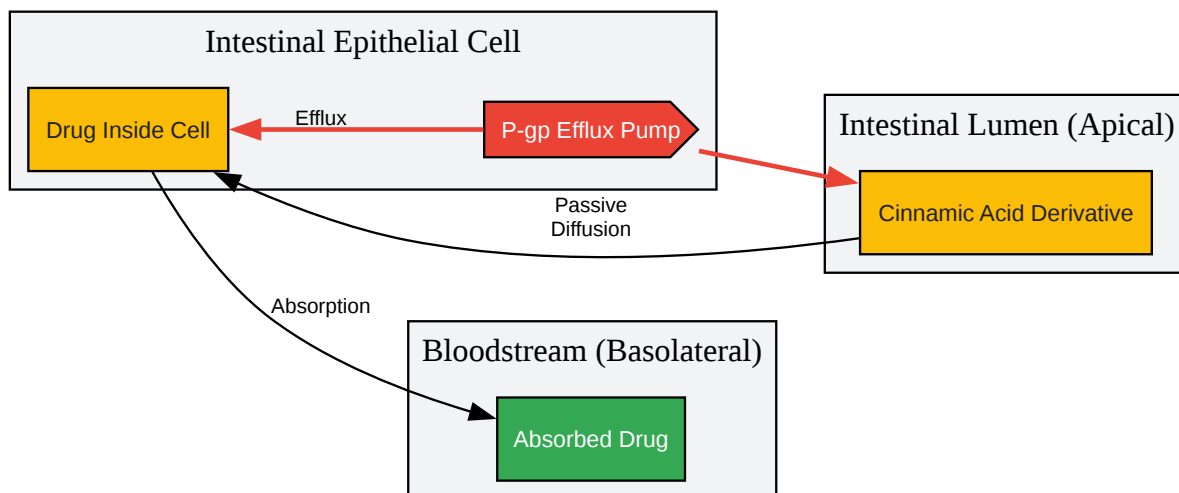 Intestinal Epithelial Cell
Drug Inside Cell
Efflux
P-gp Efflux Pump
Intestinal Lumen (Apical)
Cinnamic Acid Derivative
Passive
Diffusion
Absorption
Bloodstream (Basolateral)
Absorbed Drug